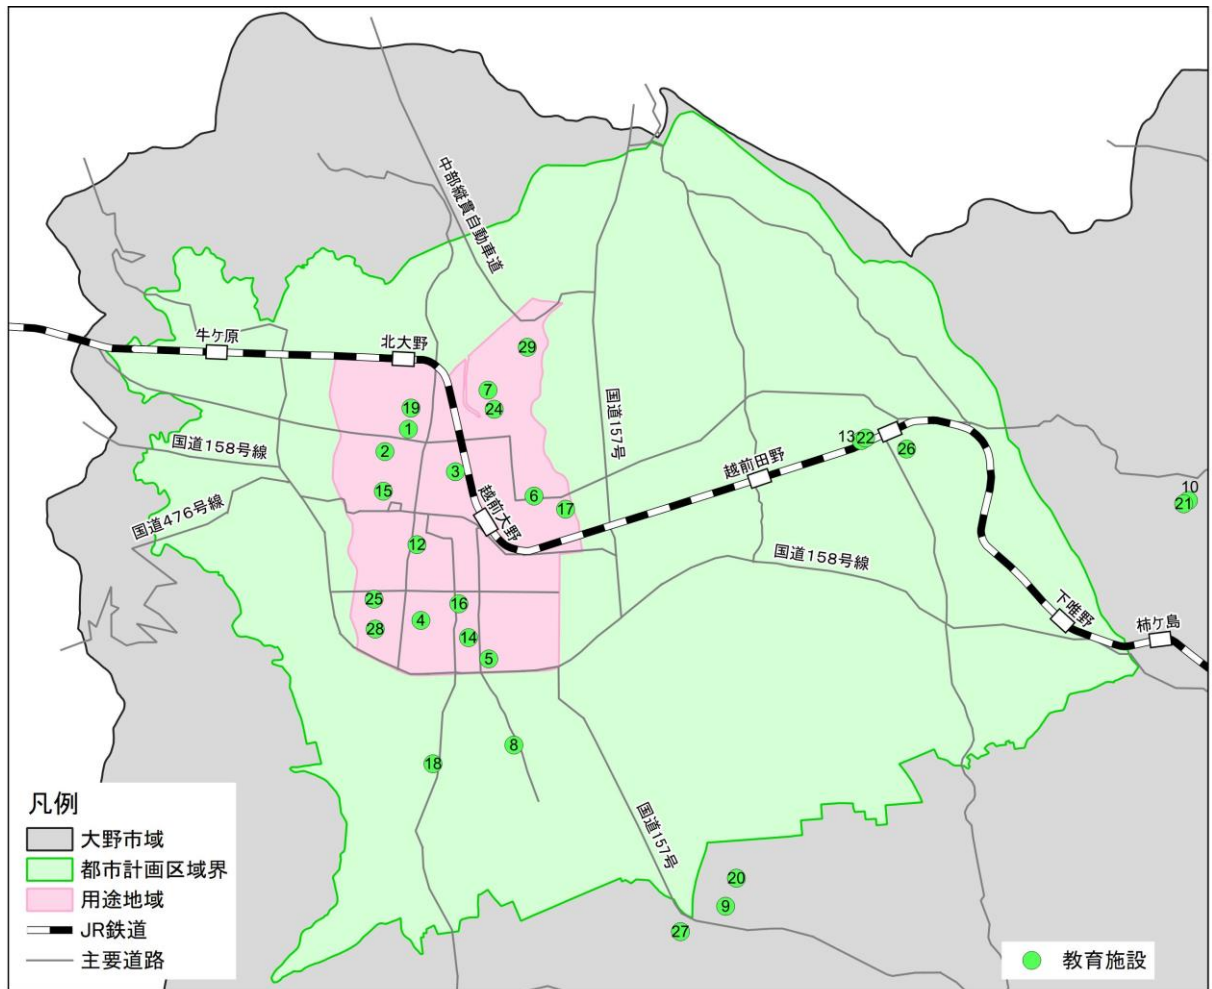 中部縦貫自動車道
牛ケ原
北大野
29
7
24
19
1
国道157号
国道158号線
2
3
13
22
26
越前田野
15
6
17
10
21
国道476号線
越前大野
12
国道158号線
25
16
下唯野
柿ケ島
28
4
14
5
8
18
国道157号
20
9
27
凡例
大野市域
都市計画区域界
用途地域
JR鉄道
主要道路
教育施設